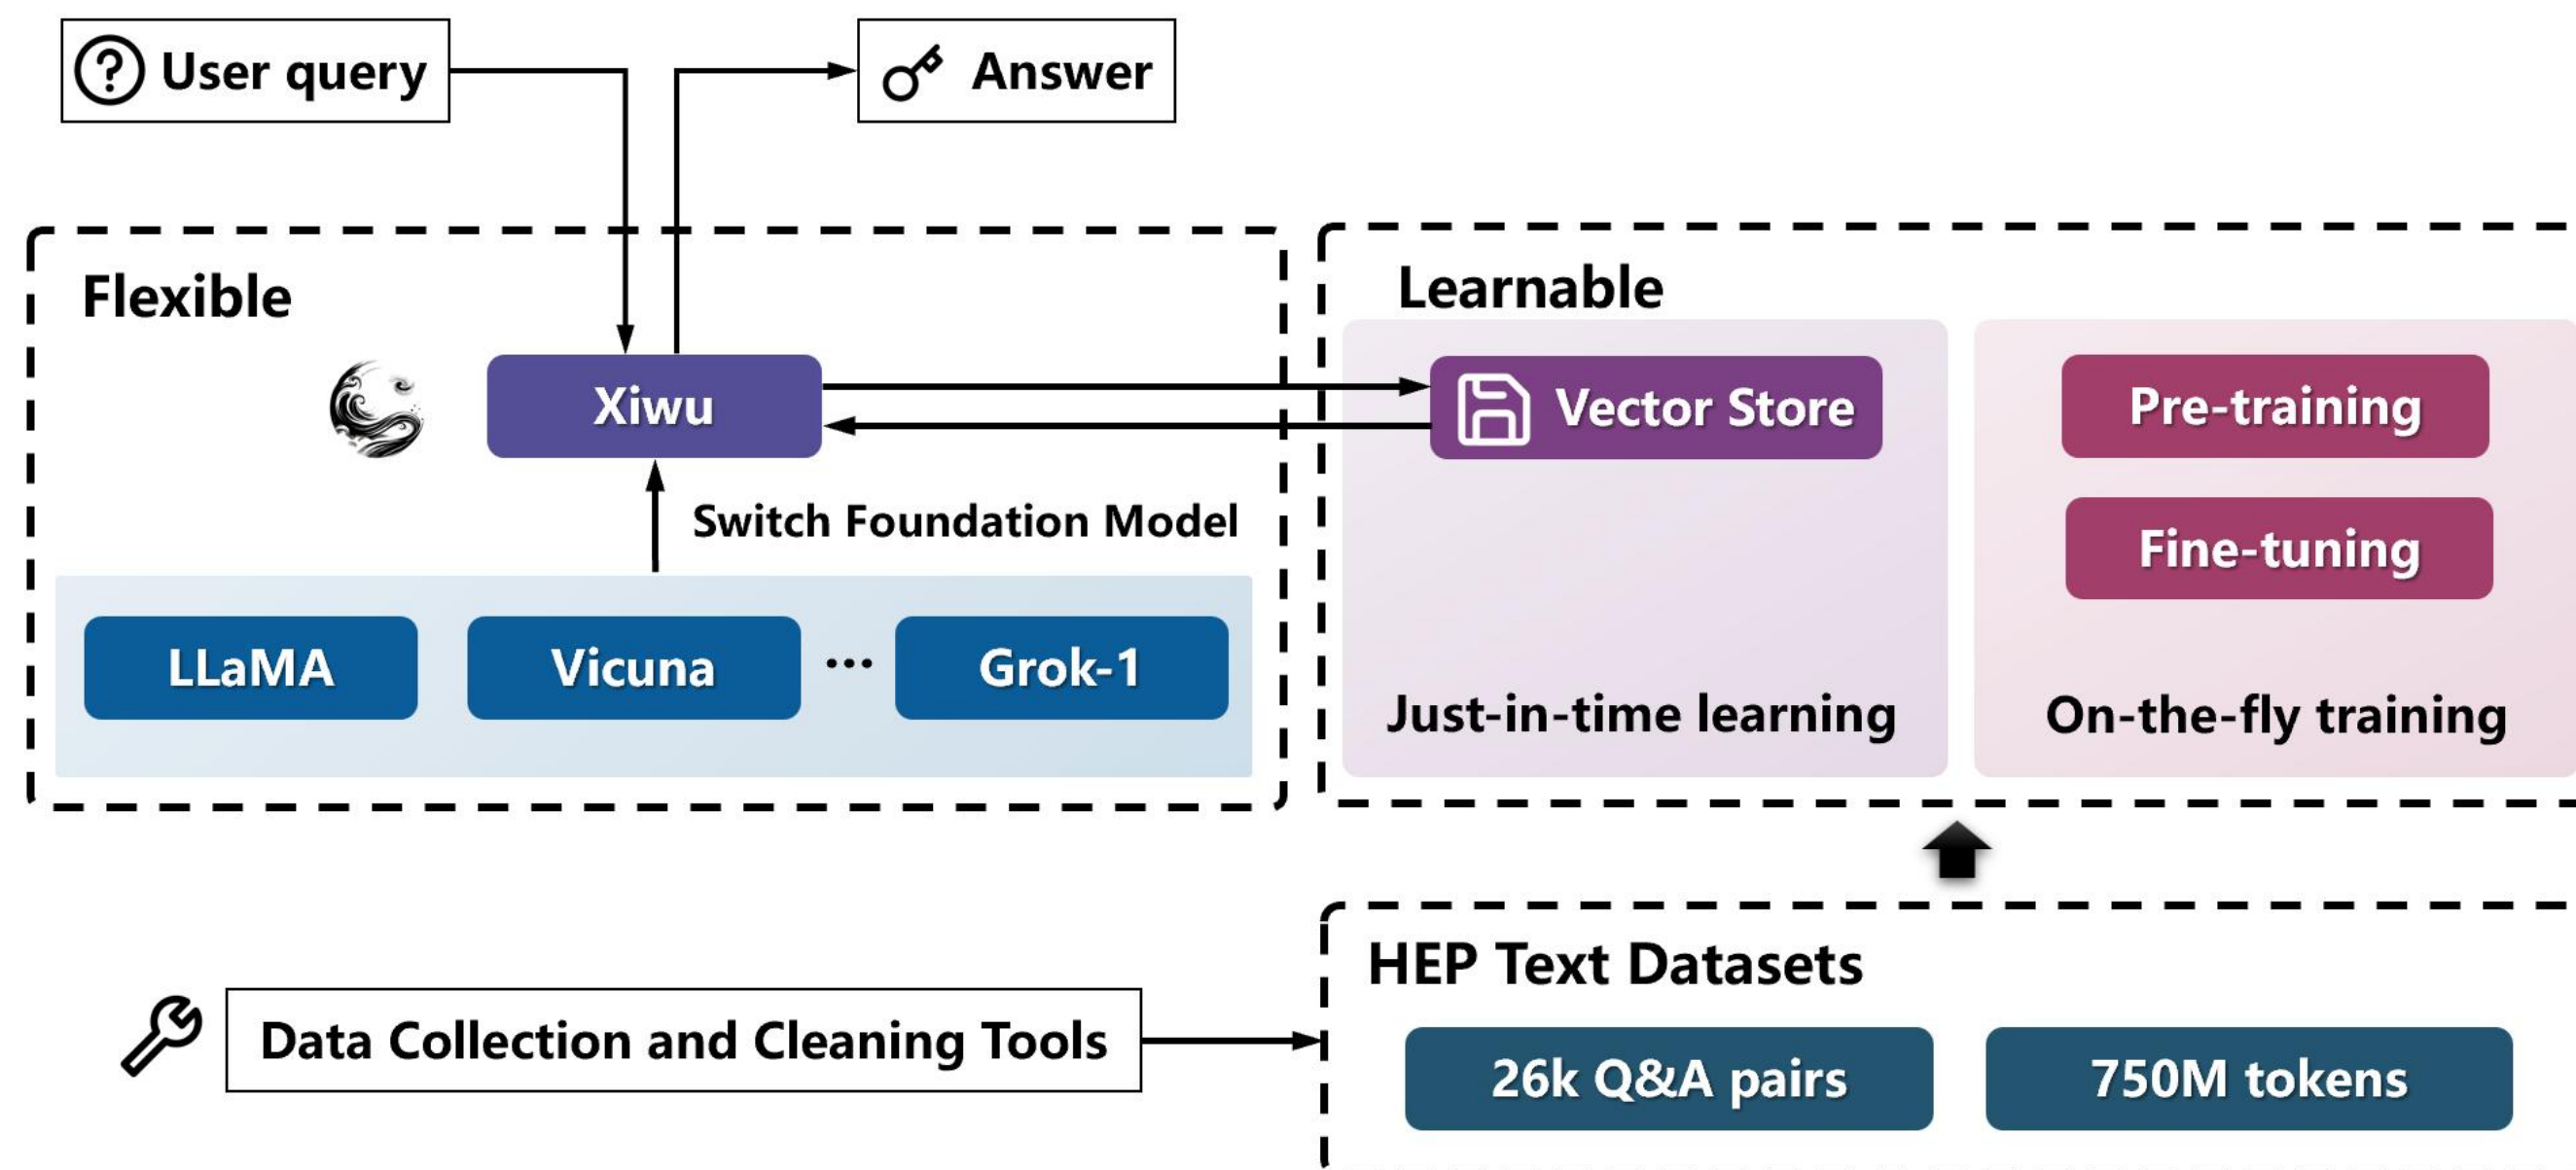 User query
Answer
Flexible
Xiwu
Switch Foundation Model
LLaMA
Vicuna
...
Grok-1
Learnable
Vector Store
Just-in-time learning
Pre-training
Fine-tuning
On-the-fly training
Data Collection and Cleaning Tools
HEP Text Datasets
26k Q&A pairs
750M tokens